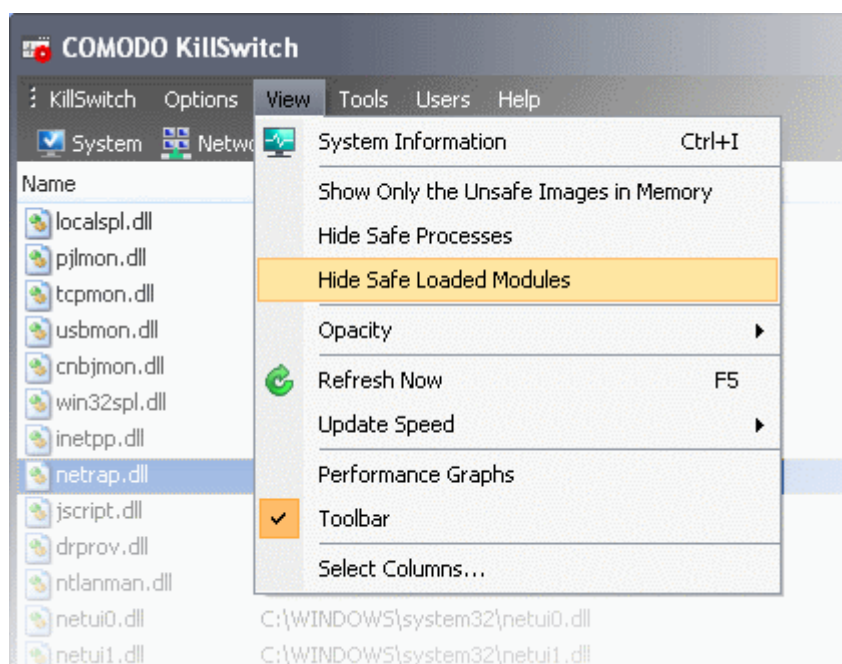 COMODO KillSwitch
KillSwitch Options View Tools Users Help
System Netwo
System Information Ctrl+I
Name
Show Only the Unsafe Images in Memory
localspl.dll
Hide Safe Processes
pjlmon.dll
Hide Safe Loaded Modules
tcpmon.dll
usbmon.dll
Opacity
cnbjmon.dll
Refresh Now F5
win32spl.dll
Update Speed
inetpp.dll
netrap.dll
Performance Graphs
jscript.dll
Toolbar
drprov.dll
ntlanman.dll
Select Columns...
netui0.dll C:\WINDOWS\system32\netui0.dll
netui1.dll C:\WINDOWS\system32\netui1.dll